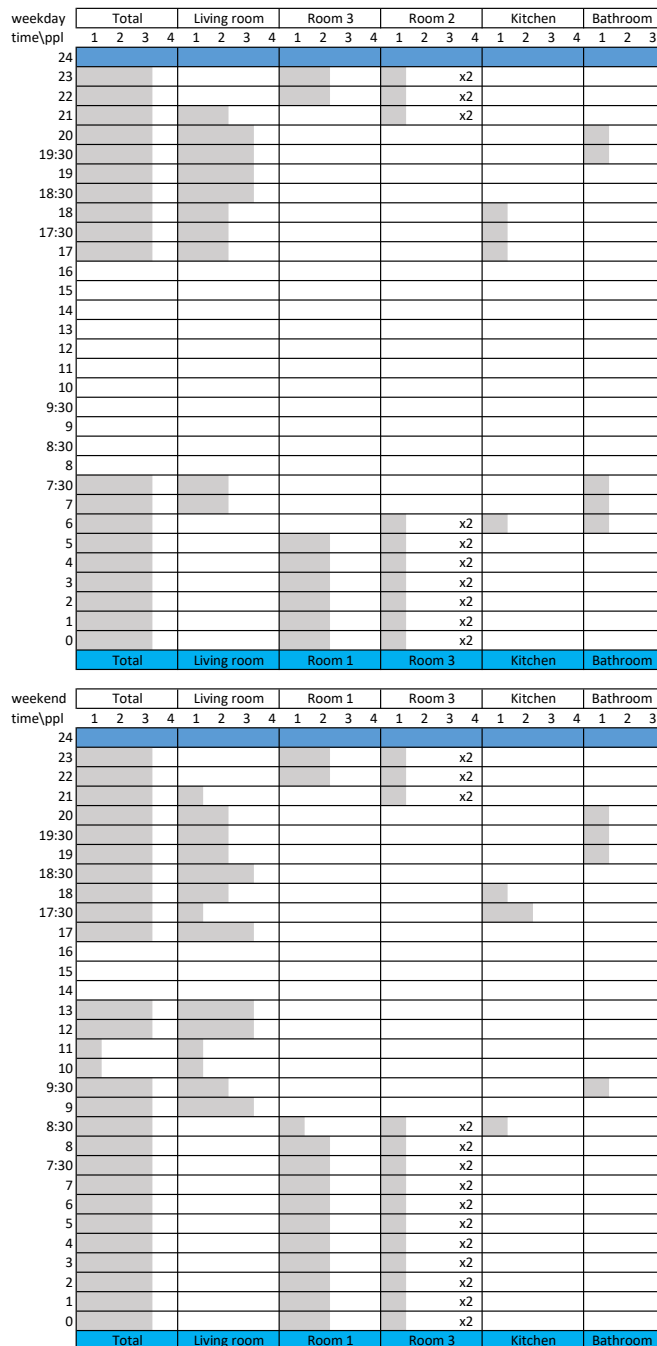 weekday Total Living room Room 3 Room 2 Kitchen Bathroom
time\ppl 1 2 3 4 1 2 3 4 1 2 3 4 1 2 3 4 1 2 3 4 1 2 3
24
23 x2
22 x2
21 x2
20
19:30
19
18:30
18
17:30
17
16
15
14
13
12
11
10
9:30
9
8:30
8
7:30
7
6 x2
5 x2
4 x2
3 x2
2 x2
1 x2
0 x2
Total Living room Room 1 Room 3 Kitchen Bathroom
weekend Total Living room Room 1 Room 3 Kitchen Bathroom
time\ppl 1 2 3 4 1 2 3 4 1 2 3 4 1 2 3 4 1 2 3 4 1 2 3
24
23 x2
22 x2
21 x2
20
19:30
19
18:30
18
17:30
17
16
15
14
13
12
11
10
9:30
9
8:30 x2
8 x2
7:30 x2
7 x2
6 x2
5 x2
4 x2
3 x2
2 x2
1 x2
0 x2
Total Living room Room 1 Room 3 Kitchen Bathroom